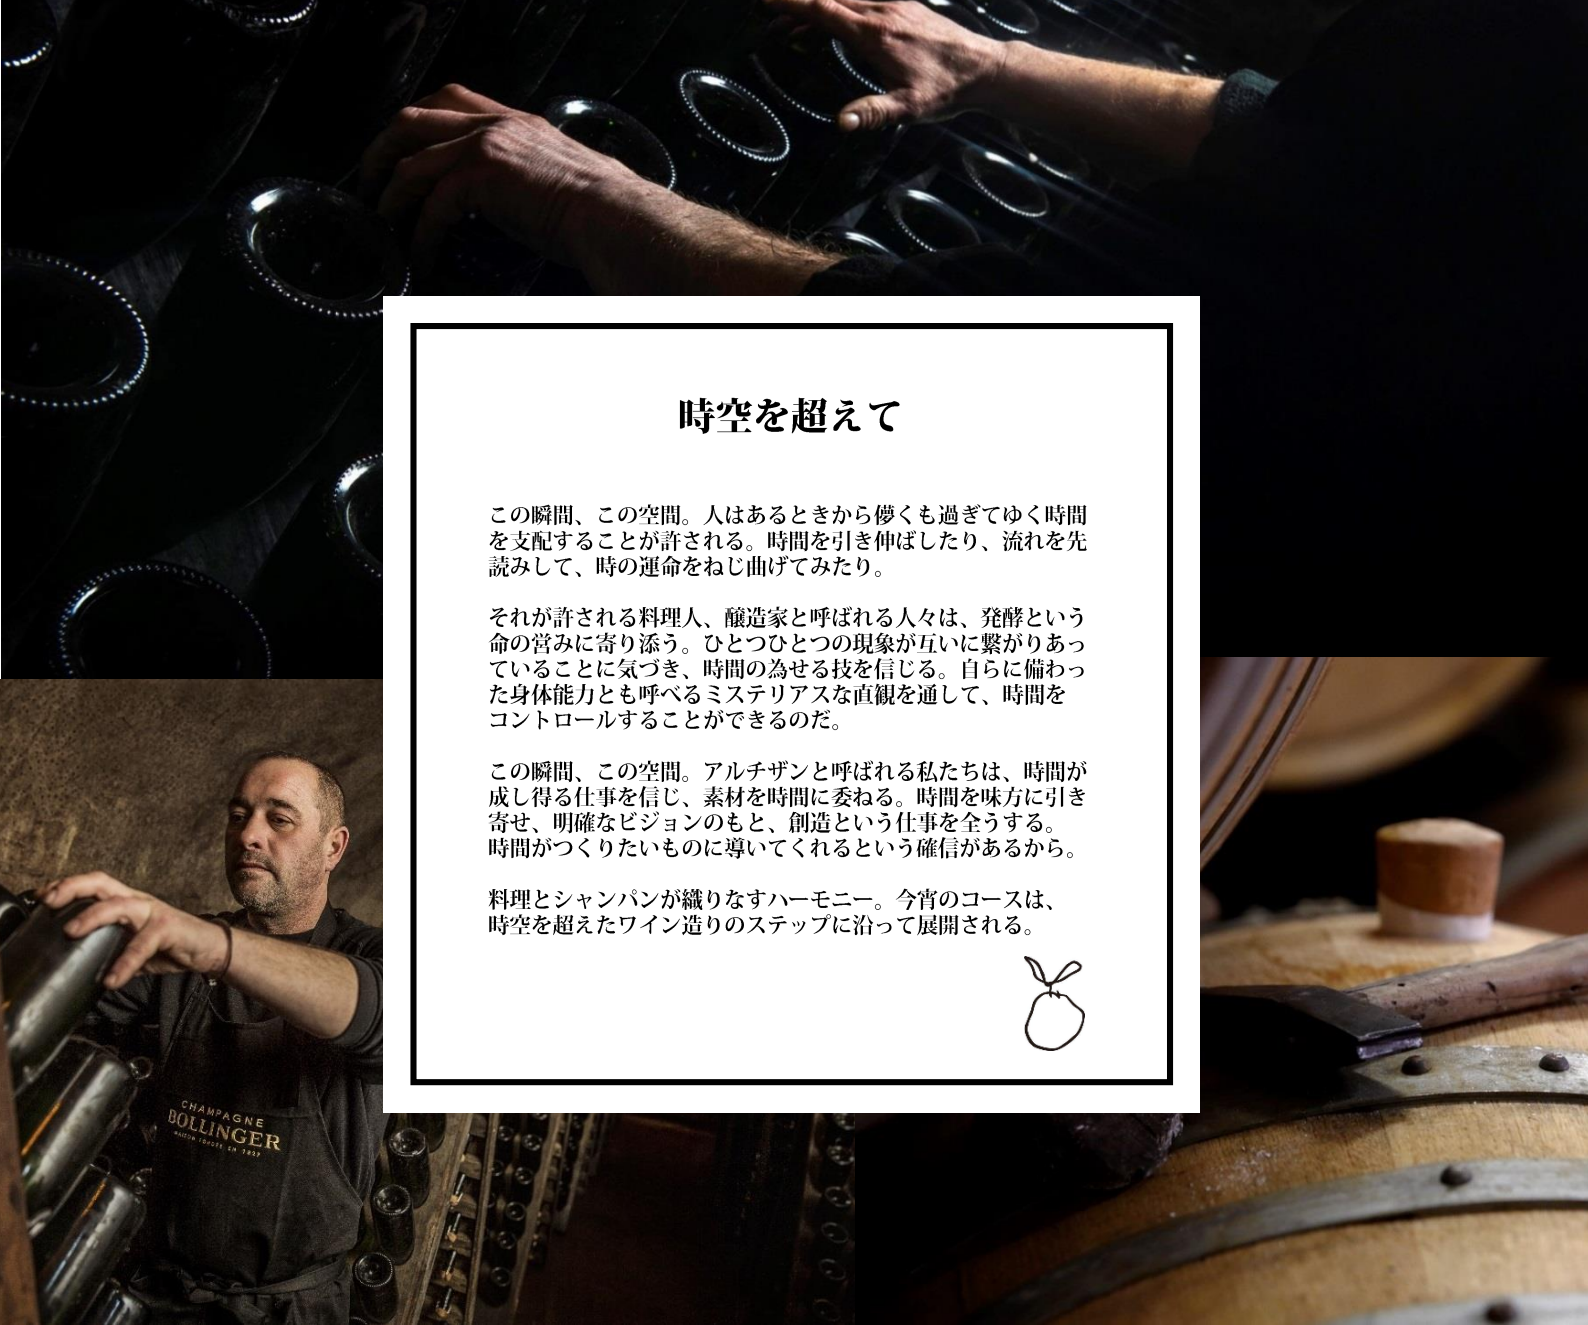 時空を超えて
この瞬間、この空間。人はあるときから儚くも過ぎてゆく時間
を支配することが許される。時間を引き伸ばしたり、流れを先
読みして、時の運命をねじ曲げてみたり。
それが許される料理人、醸造家と呼ばれる人々は、発酵という
命の営みに寄り添う。ひとつひとつの現象が互いに繋がりあっ
ていることに気づき、時間の為せる技を信じる。自らに備わっ
た身体能力とも呼べるミステリアスな直観を通して、時間を
コントロールすることができるのだ。
この瞬間、この空間。アルチザンと呼ばれる私たちは、時間が
成し得る仕事を信じ、素材を時間に委ねる。時間を味方に引き
寄せ、明確なビジョンのもと、創造という仕事を全うする。
時間がつくりたいものに導いてくれるという確信があるから。
料理とシャンパンが織りなすハーモニー。今宵のコースは、
時空を超えたワイン造りのステップに沿って展開される。
CHAMPAGNE
BOLLINGER
MAISON FONDÉE EN 1829